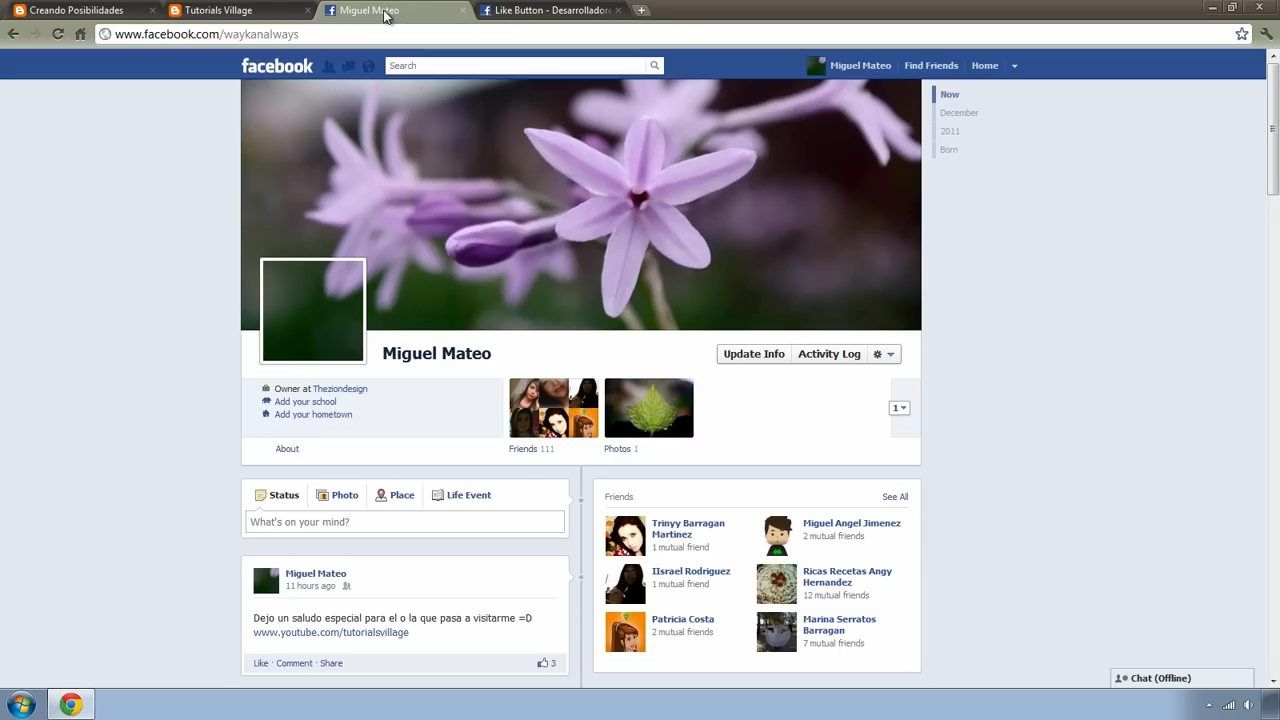 Creando Posibilidades
Tutorials Village
Miguel Mateo
Like Button - Desarrollador
www.facebook.com/waykanalways
facebook
Search
Miguel Mateo
Find Friends
Home
Now
December
2011
Born
Miguel Mateo
Update Info
Activity Log
Owner at Theziondesign
Add your school
Add your hometown
1
About
Friends 111
Photos 1
Status
Photo
Place
Life Event
What's on your mind?
Miguel Mateo
11 hours ago
Dejo un saludo especial para el o la que pasa a visitarme =D
www.youtube.com/tutorialsvillage
Like · Comment · Share
3
Friends
See All
Trinyy Barragan
Martinez
1 mutual friend
Miguel Angel Jimenez
2 mutual friends
IIsrael Rodriguez
1 mutual friend
Ricas Recetas Angy
Hernandez
12 mutual friends
Patricia Costa
2 mutual friends
Marina Serratos
Barragan
7 mutual friends
Chat (Offline)